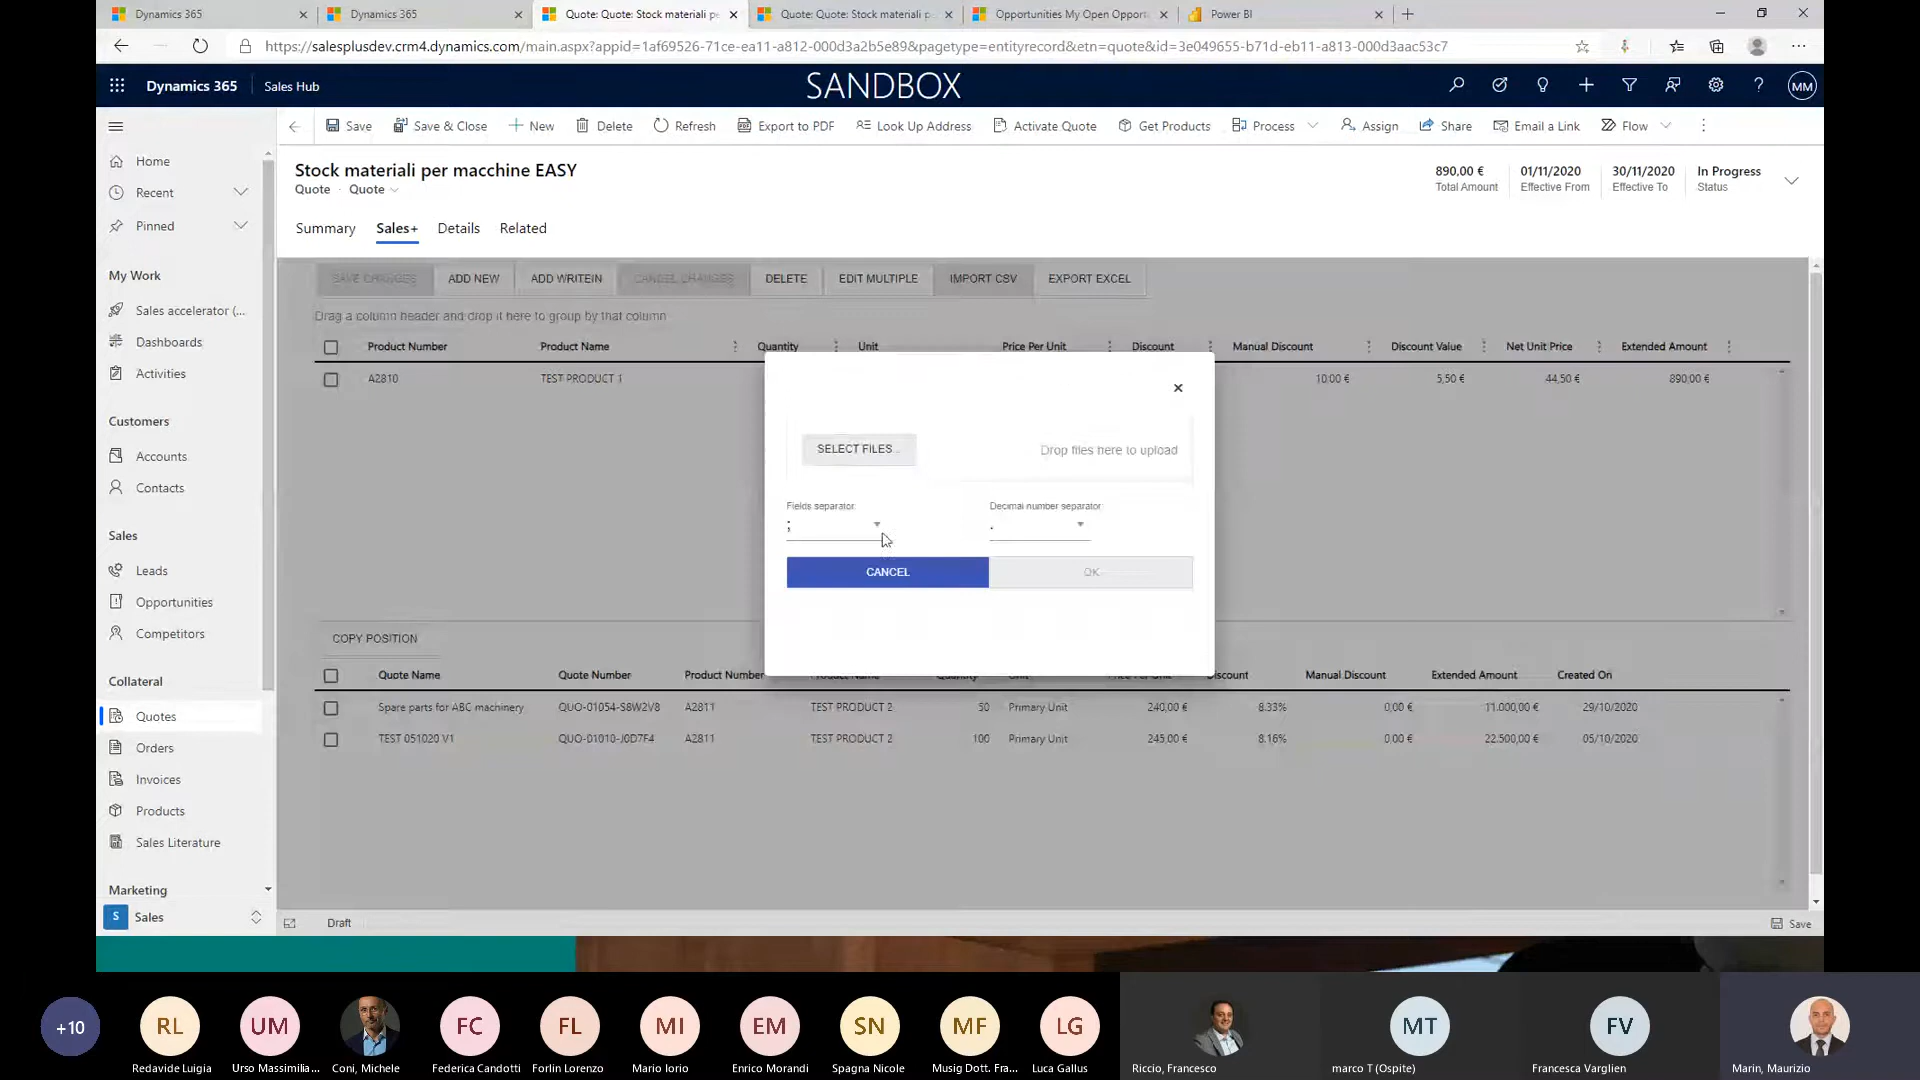 Dynamics 365
Dynamics 365
Quote: Quote: Stock materiali pe
Quote: Quote: Stock materiali pe
Opportunities My Open Opport
Power BI
https://salesplusdev.crm4.dynamics.com/main.aspx?appid=1af69526-71ce-ea11-a812-000d3a2b5e89&pagetype=entityrecord&etn=quote&id=3e049655-b71d-eb11-a813-000d3aac53c7
Dynamics 365 Sales Hub SANDBOX MM
Save Save & Close New Delete Refresh Export to PDF Look Up Address Activate Quote Get Products Process Assign Share Email a Link Flow
Home
Recent
Pinned
My Work
Sales accelerator (...
Dashboards
Activities
Customers
Accounts
Contacts
Sales
Leads
Opportunities
Competitors
Collateral
Quotes
Orders
Invoices
Products
Sales Literature
Marketing
S Sales
Stock materiali per macchine EASY
Quote · Quote
890,00 € 01/11/2020 30/11/2020 In Progress
Total Amount Effective From Effective To Status
Summary Sales+ Details Related
SAVE CHANGES ADD NEW ADD WRITEIN CANCEL CHANGES DELETE EDIT MULTIPLE IMPORT CSV EXPORT EXCEL
Drag a column header and drop it here to group by that column
Product Number Product Name Quantity Unit Price Per Unit Discount Manual Discount Discount Value Net Unit Price Extended Amount
A2810 TEST PRODUCT 1 10,00 € 5,50 € 44,50 € 890,00 €
SELECT FILES... Drop files here to upload
Fields separator: Decimal number separator:
; .
CANCEL OK
COPY POSITION
Quote Name Quote Number Product Number Product Name Quantity Unit Price Per Unit Discount Manual Discount Extended Amount Created On
Spare parts for ABC machinery QUO-01054-S8W2V8 A2811 TEST PRODUCT 2 50 Primary Unit 240,00 € 8.33% 0,00 € 11.000,00 € 29/10/2020
TEST 051020 V1 QUO-01010-J0D7F4 A2811 TEST PRODUCT 2 100 Primary Unit 245,00 € 8.16% 0,00 € 22.500,00 € 05/10/2020
Draft
Save
+10 RL UM FC FL MI EM SN MF LG MT FV
Redavide Luigia Urso Massimilia... Coni, Michele Federica Candotti Forlin Lorenzo Mario Iorio Enrico Morandi Spagna Nicole Musig Dott. Fra... Luca Gallus Riccio, Francesco marco T (Ospite) Francesca Varglien Marin, Maurizio